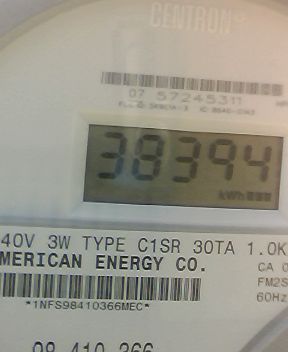 CENTRON
07 57245311
38394
kWh
40V 3W TYPE C1SR 30TA 1.0K
MERICAN ENERGY CO.
CA 0
FM2S
60Hz
*1NFS98410366MEC*
09 410 366